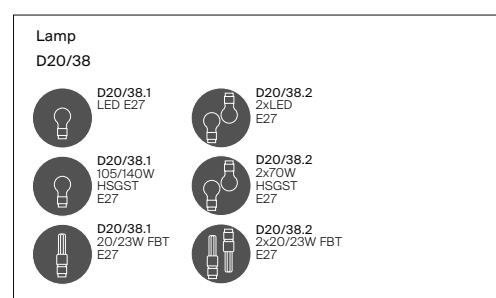 Lamp
D20/38
D20/38.1
LED E27
D20/38.2
2xLED
E27
D20/38.1
105/140W
HSGST
E27
D20/38.2
2x70W
HSGST
E27
D20/38.1
20/23W FBT
E27
D20/38.2
2x20/23W FBT
E27